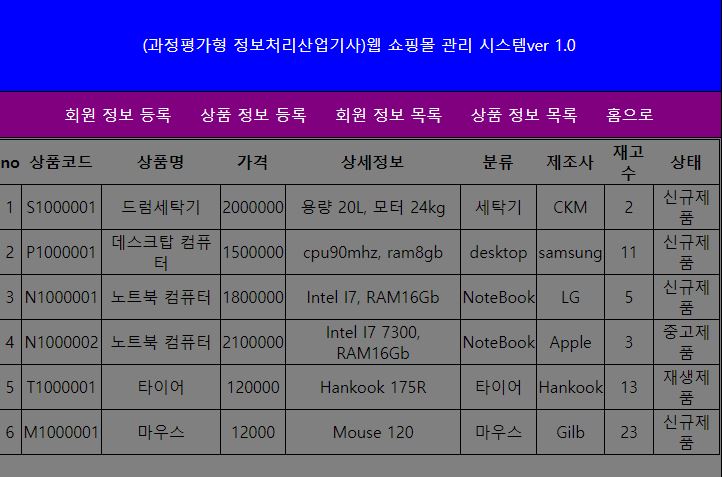 (과정평가형 정보처리산업기사)웹 쇼핑몰 관리 시스템ver 1.0
회원 정보 등록 상품 정보 등록 회원 정보 목록 상품 정보 목록 홈으로
no 상품코드 상품명 가격 상세정보 분류 제조사 재고수 상태
1 S1000001 드럼세탁기 2000000 용량 20L, 모터 24kg 세탁기 CKM 2 신규제품
2 P1000001 데스크탑 컴퓨터 1500000 cpu90mhz, ram8gb desktop samsung 11 신규제품
3 N1000001 노트북 컴퓨터 1800000 Intel I7, RAM16Gb NoteBook LG 5 신규제품
4 N1000002 노트북 컴퓨터 2100000 Intel I7 7300, RAM16Gb NoteBook Apple 3 중고제품
5 T1000001 타이어 120000 Hankook 175R 타이어 Hankook 13 재생제품
6 M1000001 마우스 12000 Mouse 120 마우스 Gilb 23 신규제품